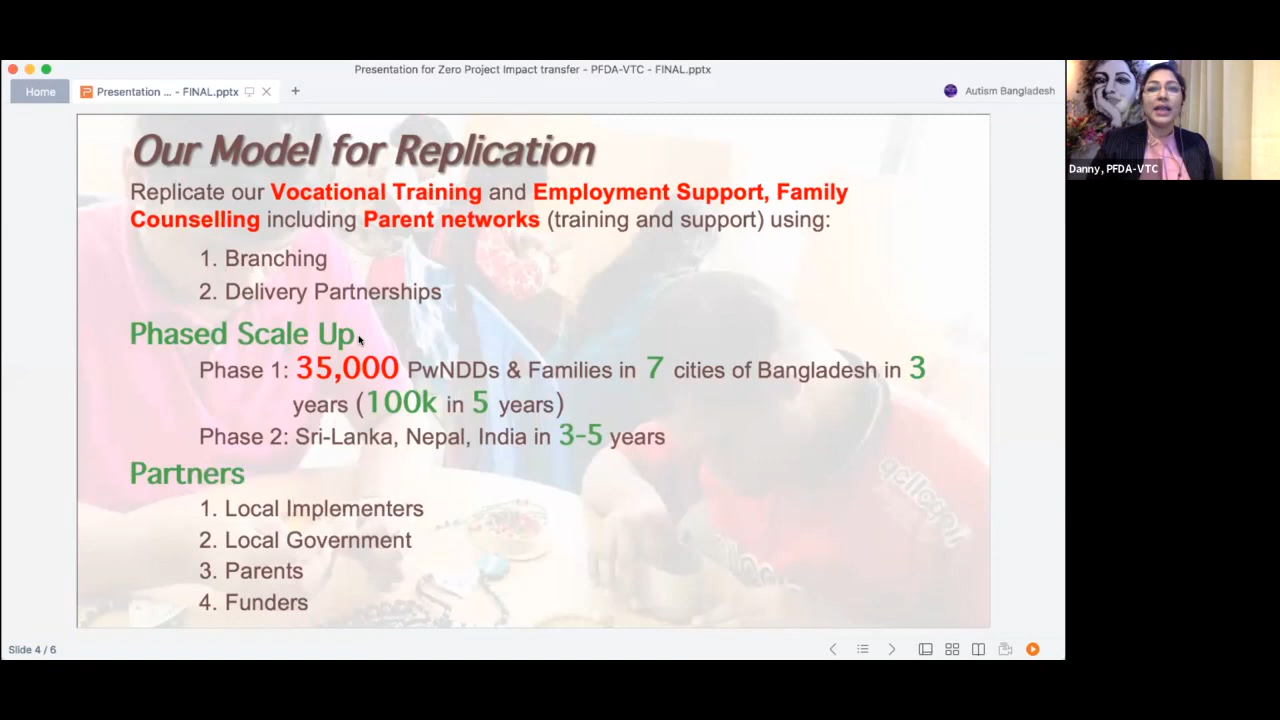 Presentation for Zero Project Impact transfer - PFDA-VTC - FINAL.pptx
Home
Presentation ... - FINAL.pptx
Autism Bangladesh
Danny, PFDA-VTC
Our Model for Replication
Replicate our Vocational Training and Employment Support, Family
Counselling including Parent networks (training and support) using:
1. Branching
2. Delivery Partnerships
Phased Scale Up
Phase 1: 35,000 PwNDDs & Families in 7 cities of Bangladesh in 3
years (100k in 5 years)
Phase 2: Sri-Lanka, Nepal, India in 3-5 years
Partners
1. Local Implementers
2. Local Government
3. Parents
4. Funders
Slide 4 / 6